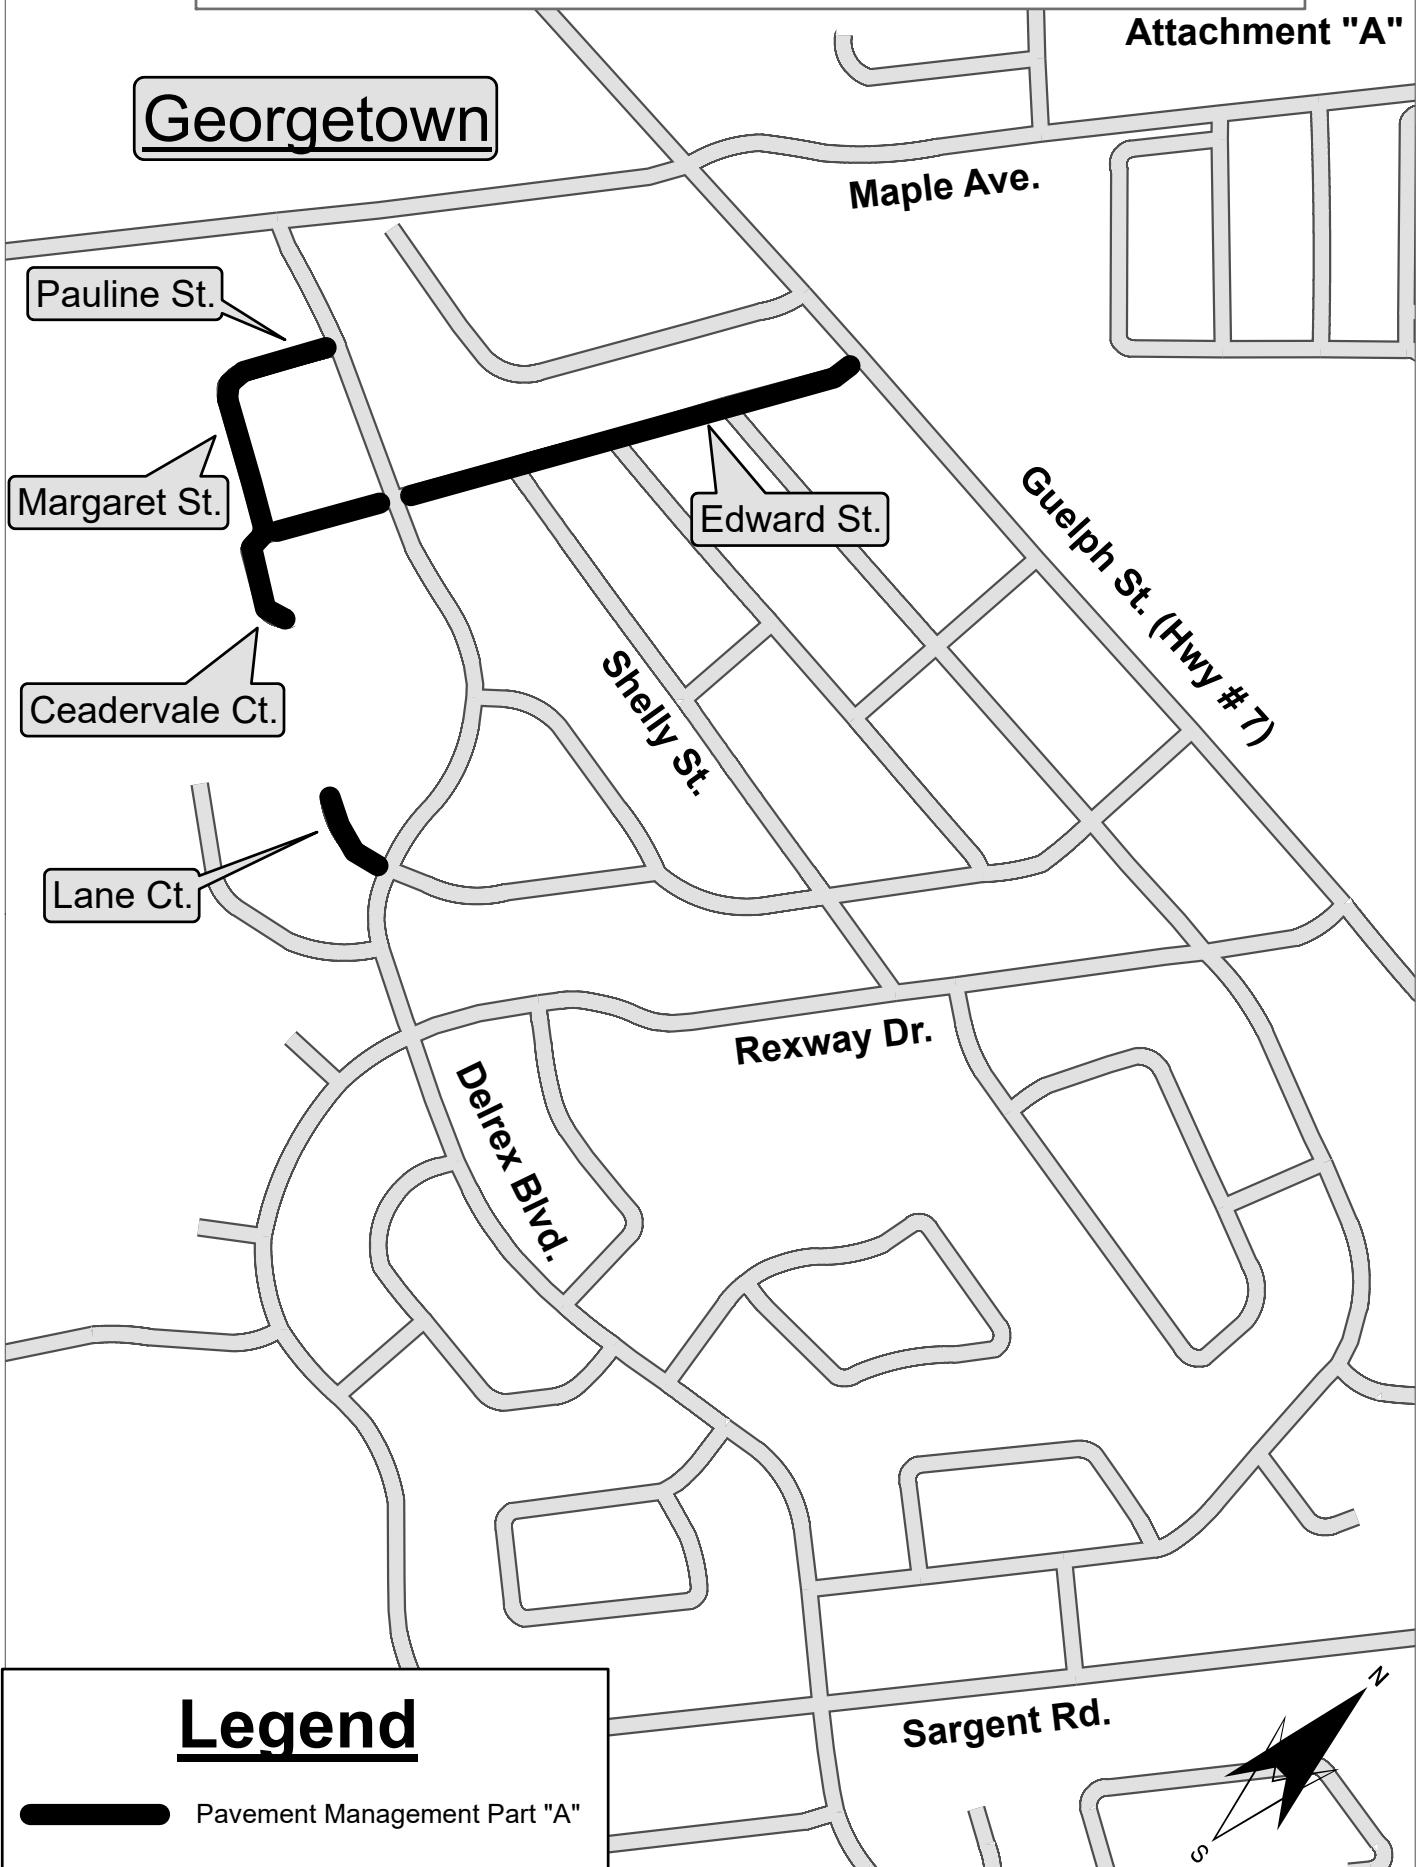 Attachment "A"
Georgetown
Maple Ave.
Pauline St.
Margaret St.
Edward St.
Guelph St. (Hwy # 7)
Ceadervale Ct.
Shelly St.
Lane Ct.
Rexway Dr.
Delrex Blvd.
Sargent Rd.
N
S
Legend
Pavement Management Part "A"